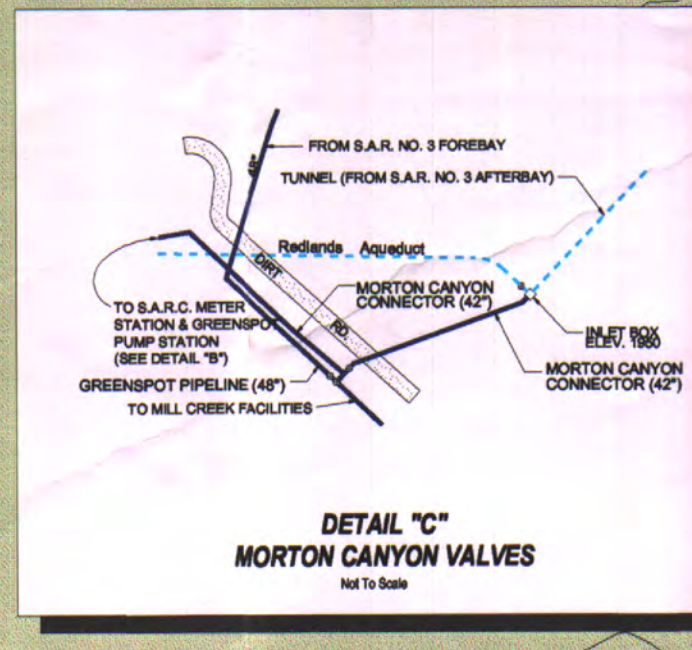 FROM S.A.R. NO. 3 FOREBAY
48"
TUNNEL (FROM S.A.R. NO. 3 AFTERBAY)
Redlands Aqueduct
DIRT
RD.
MORTON CANYON
CONNECTOR (42")
TO S.A.R.C. METER
STATION & GREENSPOT
PUMP STATION
(SEE DETAIL "B")
INLET BOX
ELEV. 1950
MORTON CANYON
CONNECTOR (42")
GREENSPOT PIPELINE (48")
TO MILL CREEK FACILITIES
DETAIL "C"
MORTON CANYON VALVES
Not To Scale